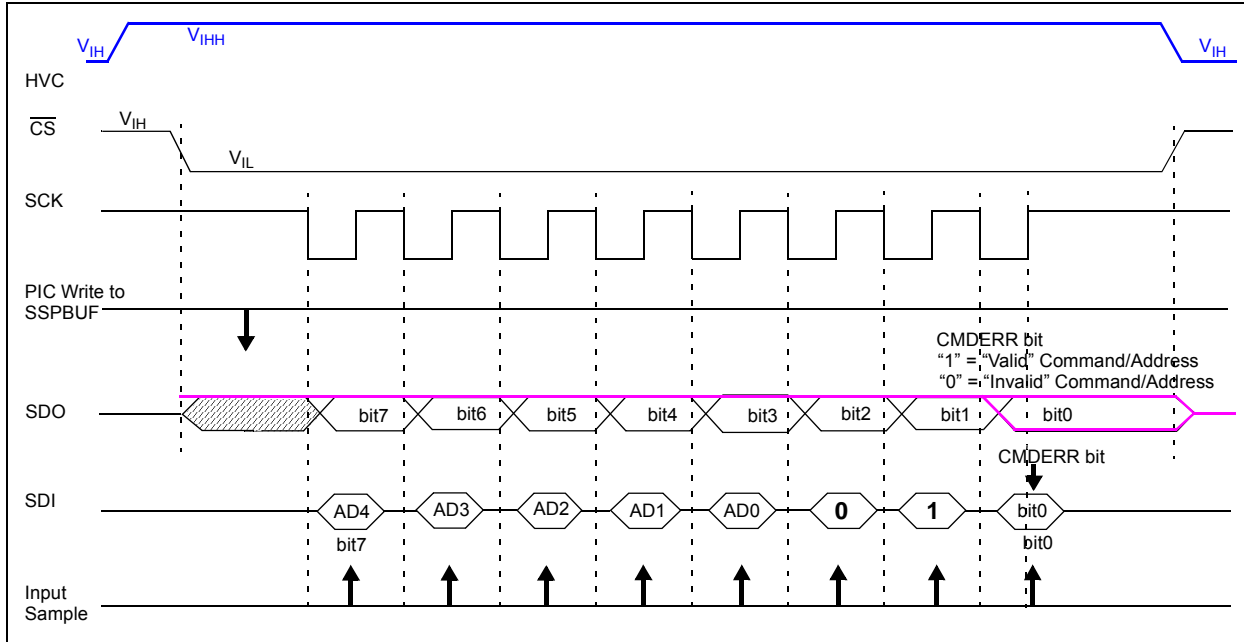 VIH
VIHH
VIH
HVC
CS
VIH
VIL
SCK
PIC Write to
SSPBUF
CMDERR bit
“1” = “Valid” Command/Address
“0” = “Invalid” Command/Address
SDO
bit7
bit6
bit5
bit4
bit3
bit2
bit1
bit0
CMDERR bit
SDI
AD4
AD3
AD2
AD1
AD0
0
1
bit0
bit7
bit0
Input
Sample